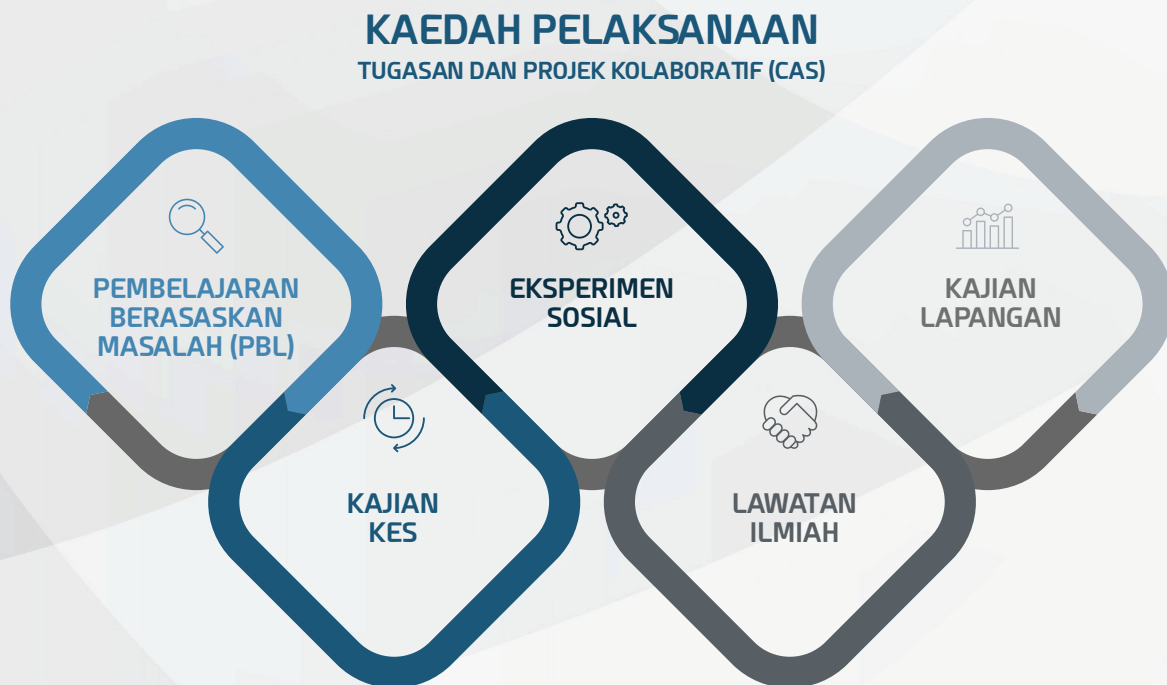 KAEDAH PELAKSANAAN
TUGASAN DAN PROJEK KOLABORATIF (CAS)
PEMBELAJARAN
BERASASKAN
MASALAH (PBL)
KAJIAN
KES
EKSPERIMEN
SOSIAL
LAWATAN
ILMIAH
KAJIAN
LAPANGAN